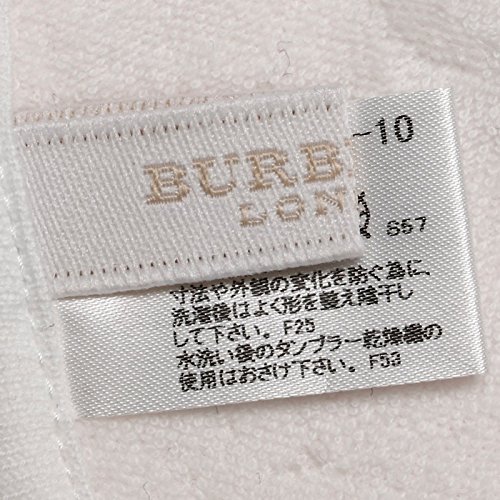 BURB
LON
-10
S57
寸法や外観の変化を防ぐ為に、
洗濯後はよく形を整え陰干し
して下さい。F25
水洗い後のタンブラー乾燥器の
使用はおさけ下さい。F53